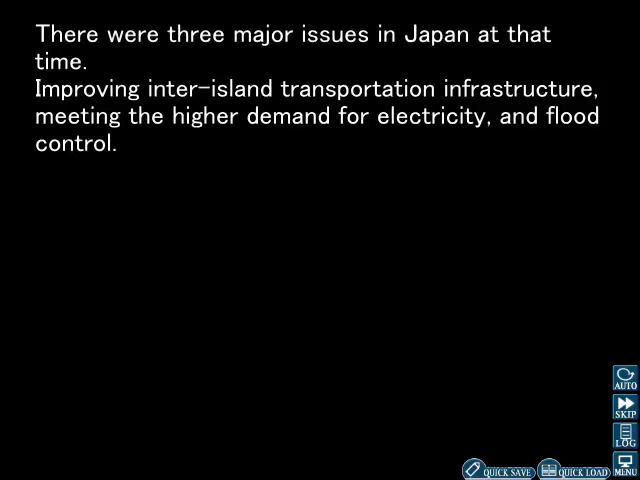 There were three major issues in Japan at that
time.
Improving inter-island transportation infrastructure,
meeting the higher demand for electricity, and flood
control.
AUTO
SKIP
LOG
MENU
QUICK SAVE
QUICK LOAD